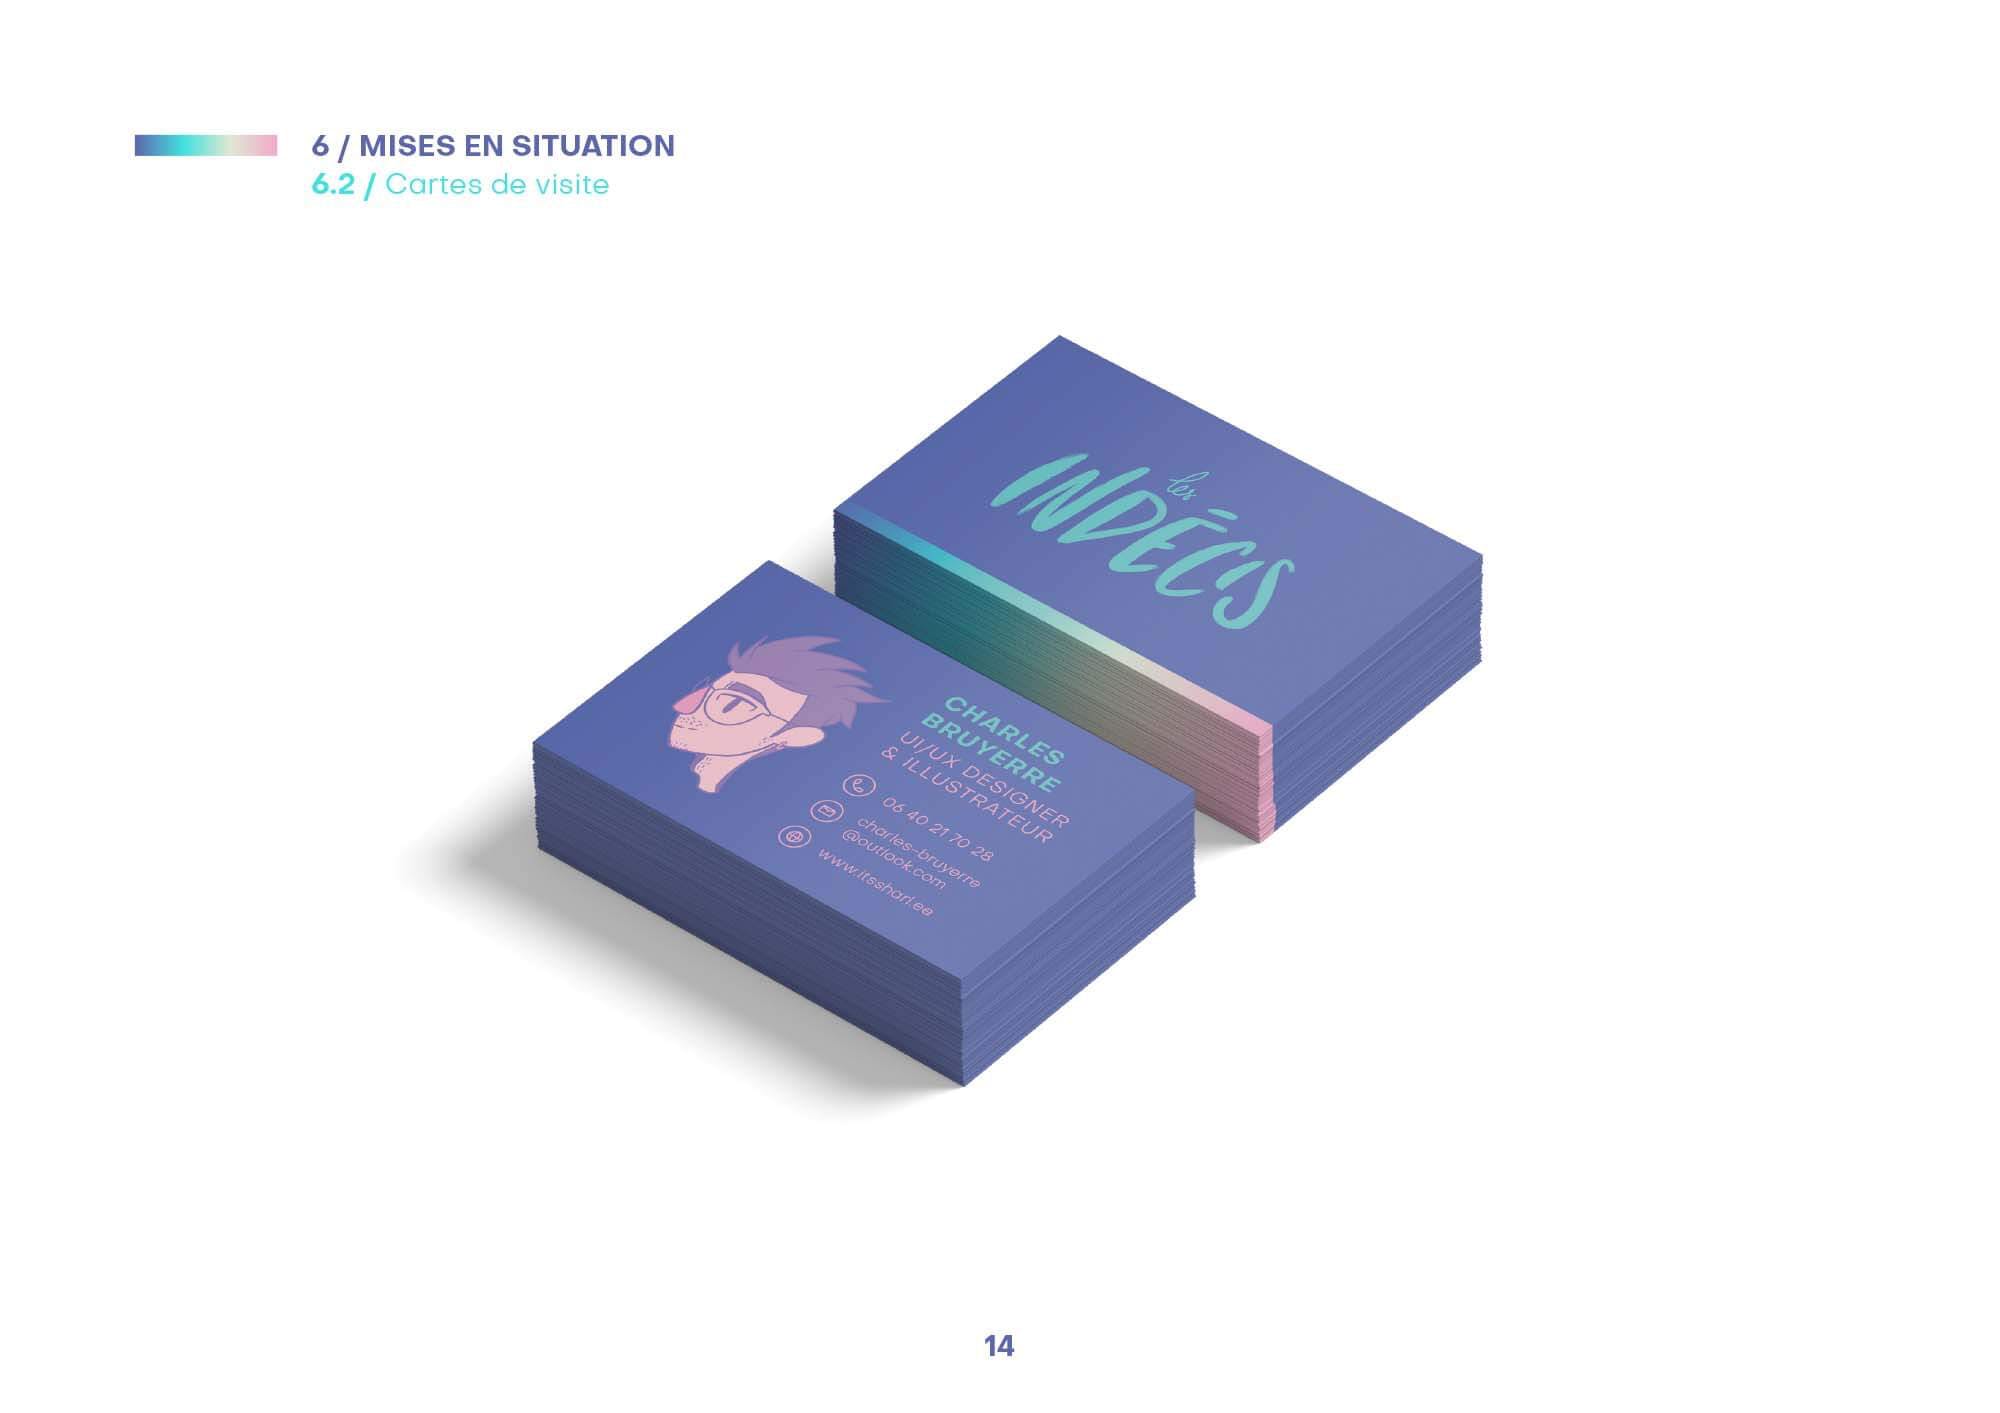 6 / MISES EN SITUATION
6.2 / Cartes de visite
les
INDÉCIS
CHARLES
BRUYERRE
UI/UX DESIGNER
& ILLUSTRATEUR
06 40 21 70 28
charles-bruyerre
@outlook.com
www.itssharl.ee
14